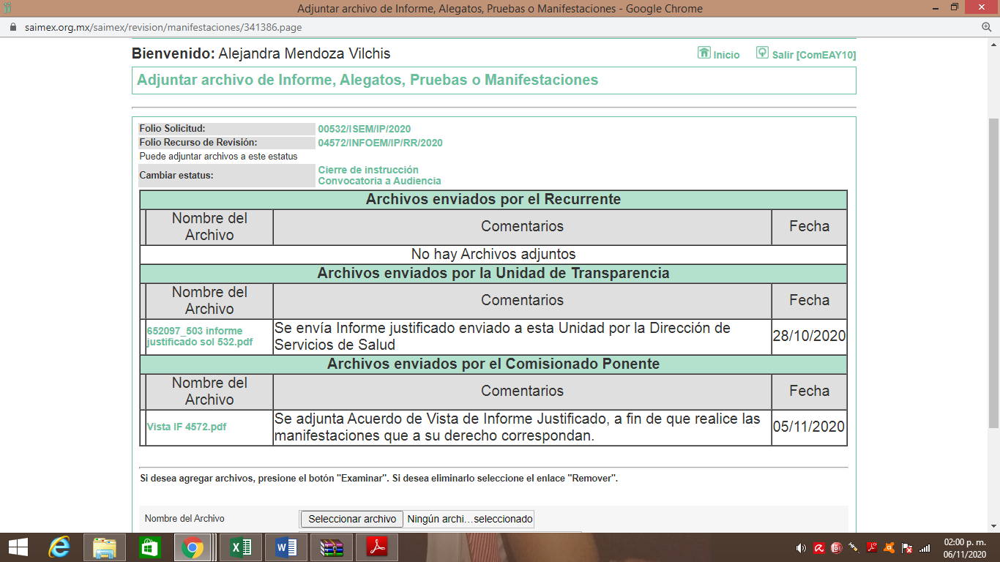 Adjuntar archivo de Informe, Alegatos, Pruebas o Manifestaciones - Google Chrome
saimex.org.mx/saimex/revision/manifestaciones/341386.page
Bienvenido: Alejandra Mendoza Vilchis
Inicio
Salir [ComEAY10]
Adjuntar archivo de Informe, Alegatos, Pruebas o Manifestaciones
Folio Solicitud: 00532/ISEM/IP/2020
Folio Recurso de Revisión: 04572/INFOEM/IP/RR/2020
Puede adjuntar archivos a este estatus
Cambiar estatus: Cierre de instrucción
Convocatoria a Audiencia
Archivos enviados por el Recurrente
Nombre del
Archivo
Comentarios
Fecha
No hay Archivos adjuntos
Archivos enviados por la Unidad de Transparencia
Nombre del
Archivo
Comentarios
Fecha
652097_503 informe
justificado sol 532.pdf
Se envía Informe justificado enviado a esta Unidad por la Dirección de
Servicios de Salud
28/10/2020
Archivos enviados por el Comisionado Ponente
Nombre del
Archivo
Comentarios
Fecha
Vista IF 4572.pdf
Se adjunta Acuerdo de Vista de Informe Justificado, a fin de que realice las
manifestaciones que a su derecho correspondan.
05/11/2020
Si desea agregar archivos, presione el botón "Examinar". Si desea eliminarlo seleccione el enlace "Remover".
Nombre del Archivo
Seleccionar archivo
Ningún archi...seleccionado
02:00 p. m.
06/11/2020